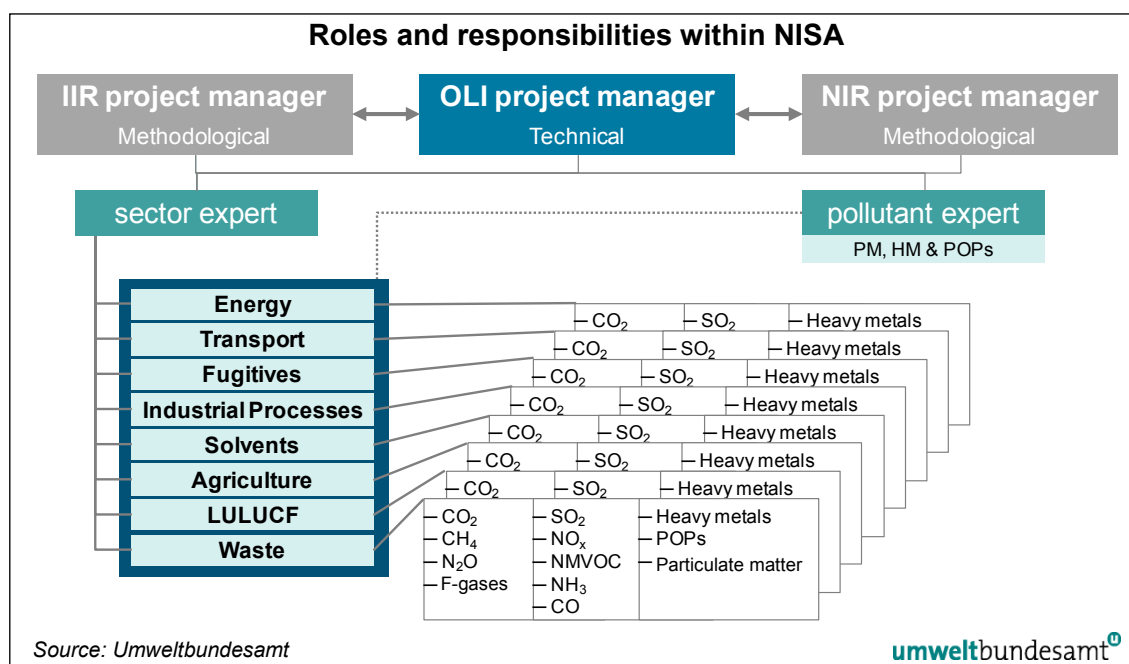 Roles and responsibilities within NISA
IIR project manager
Methodological
OLI project manager
Technical
NIR project manager
Methodological
sector expert
pollutant expert
PM, HM & POPs
Energy
Transport
Fugitives
Industrial Processes
Solvents
Agriculture
LULUCF
Waste
CO₂ SO₂ Heavy metals
CO₂ SO₂ Heavy metals
CO₂ SO₂ Heavy metals
CO₂ SO₂ Heavy metals
CO₂ SO₂ Heavy metals
CO₂ SO₂ Heavy metals
CO₂ SO₂ Heavy metals
CO₂ SO₂ Heavy metals
CH₄ NOₓ POPs
N₂O NMVOC Particulate matter
F-gases NH₃
CO
Source: Umweltbundesamt
umweltbundesamt ᵘ